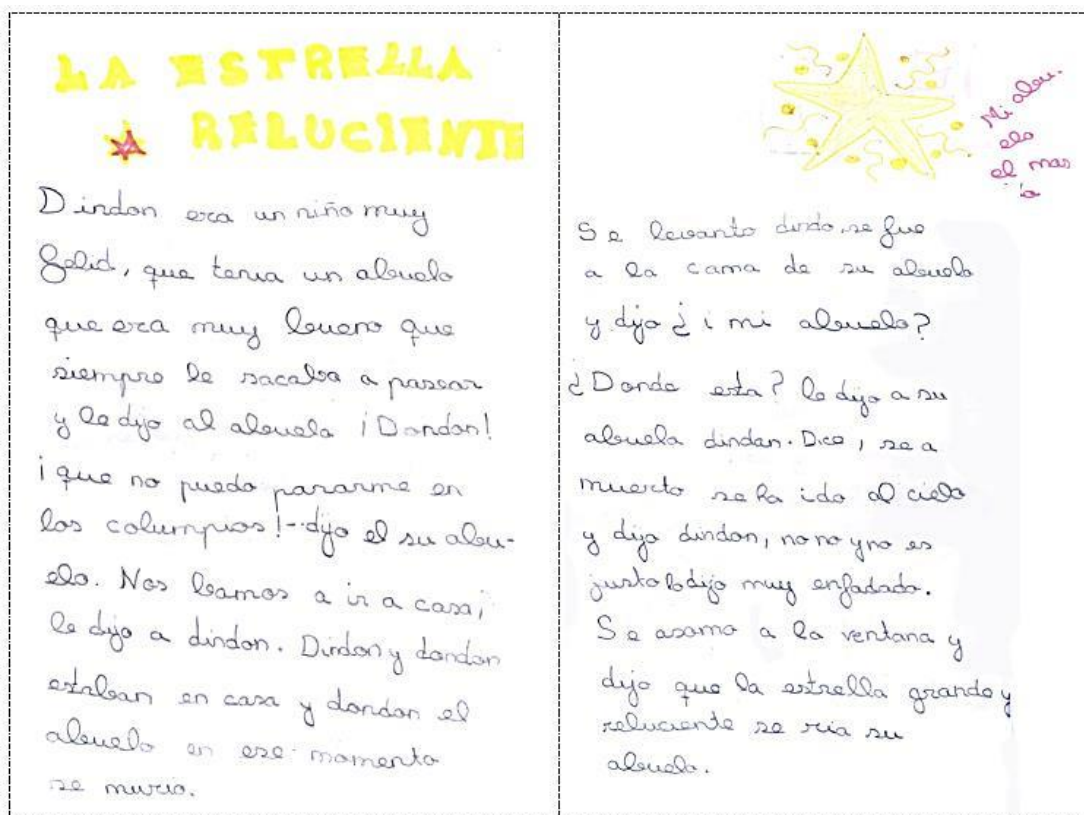 LA ESTRELLA
RELUCIENTE
Dindon era un niño muy
feliz, que tenia un abuelo
que era muy bueno que
siempre le sacaba a pasear
y le dijo al abuela ¡Dondon!
¡que no puedo pararme en
los columpios!-dijo el su abu-
elo. Nos bamos a ir a casa,
le dijo a dindon. Dindon y dondon
estaban en casa y dondon el
abuelo en ese momento
se murio.
Mi abu-
elo
el mas
Se levanto dindo, se fue
a la cama de su abuela
y dijo ¿i mi abuelo?
¿Donde esta? le dijo a su
abuela dindan. Dice, se a
muerto se ha ido al cielo
y dijo dindon, no no y no es
justo lo dijo muy enfadado.
Se asomo a la ventana y
dijo que la estrella grande y
reluciente se ria su
abuelo.